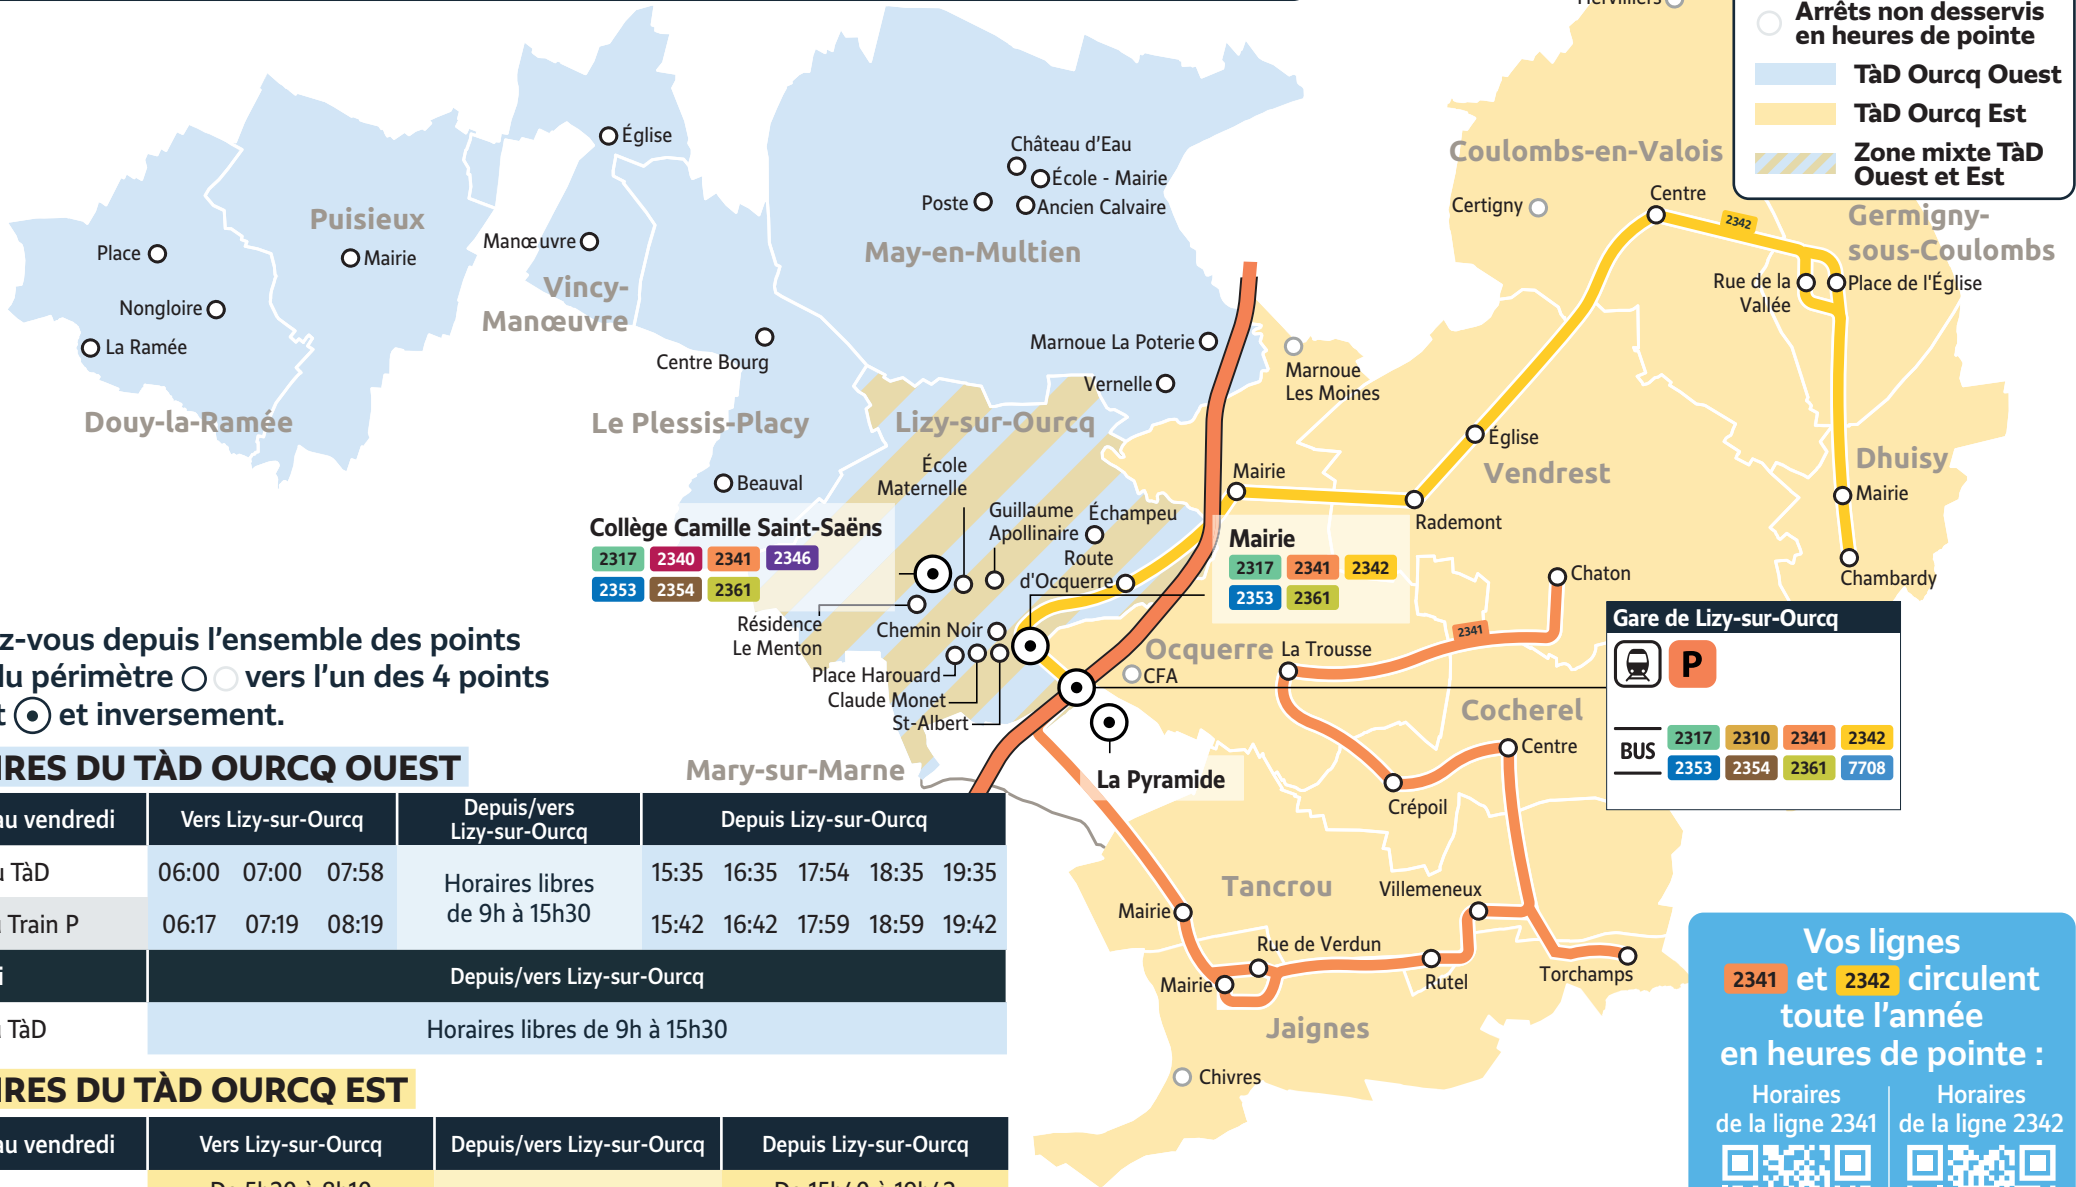 Arrêts non desservis
en heures de pointe
TàD Ourcq Ouest
TàD Ourcq Est
Zone mixte TàD
Ouest et Est
Église
Château d'Eau
École - Mairie
Poste
Ancien Calvaire
May-en-Multien
Puisieux
Place
Mairie
Nongloire
La Ramée
Douy-la-Ramée
Manœuvre
Vincy-
Manœuvre
Centre Bourg
Le Plessis-Placy
Beauval
Marnoue La Poterie
Vernelle
Marnoue
Les Moines
Coulombs-en-Valois
Certigny
Centre
2342
Germigny-
sous-Coulombs
Rue de la
Vallée
Place de l'Église
Église
Vendrest
Dhuisy
Mairie
Chambardy
Mairie
Rademont
Lizy-sur-Ourcq
École
Maternelle
Guillaume
Apollinaire
Échampeu
Route
d'Ocquerre
Collège Camille Saint-Saëns
2317 2340 2341 2346
2353 2354 2361
Mairie
2317 2341 2342
2353 2361
Résidence
Le Menton
Chemin Noir
Place Harouard
Claude Monet
St-Albert
Ocquerre
CFA
La Trousse
2341
Chaton
Gare de Lizy-sur-Ourcq
P
BUS
2317 2310 2341 2342
2353 2354 2361 7708
Cocherel
Centre
Crépoil
La Pyramide
Mary-sur-Marne
Tancrou
Villemeneux
Mairie
Rue de Verdun
Mairie
Rutel
Torchamps
Jaignes
Chivres
z-vous depuis l'ensemble des points
u périmètre vers l'un des 4 points
t et inversement.
IRES DU TÀD OURCQ OUEST
au vendredi
Vers Lizy-sur-Ourcq
Depuis/vers
Lizy-sur-Ourcq
Depuis Lizy-sur-Ourcq
u TàD 06:00 07:00 07:58
Horaires libres
de 9h à 15h30
15:35 16:35 17:54 18:35 19:35
u Train P 06:17 07:19 08:19
15:42 16:42 17:59 18:59 19:42
i
Depuis/vers Lizy-sur-Ourcq
u TàD
Horaires libres de 9h à 15h30
IRES DU TÀD OURCQ EST
au vendredi
Vers Lizy-sur-Ourcq
Depuis/vers Lizy-sur-Ourcq
Depuis Lizy-sur-Ourcq
Vos lignes
2341 et 2342 circulent
toute l'année
en heures de pointe :
Horaires
de la ligne 2341
Horaires
de la ligne 2342